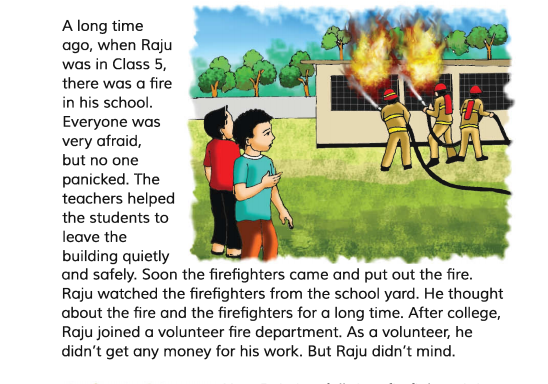 A long time
ago, when Raju
was in Class 5,
there was a fire
in his school.
Everyone was
very afraid,
but no one
panicked. The
teachers helped
the students to
leave the
building quietly
and safely. Soon the firefighters came and put out the fire.
Raju watched the firefighters from the school yard. He thought
about the fire and the firefighters for a long time. After college,
Raju joined a volunteer fire department. As a volunteer, he
didn't get any money for his work. But Raju didn't mind.